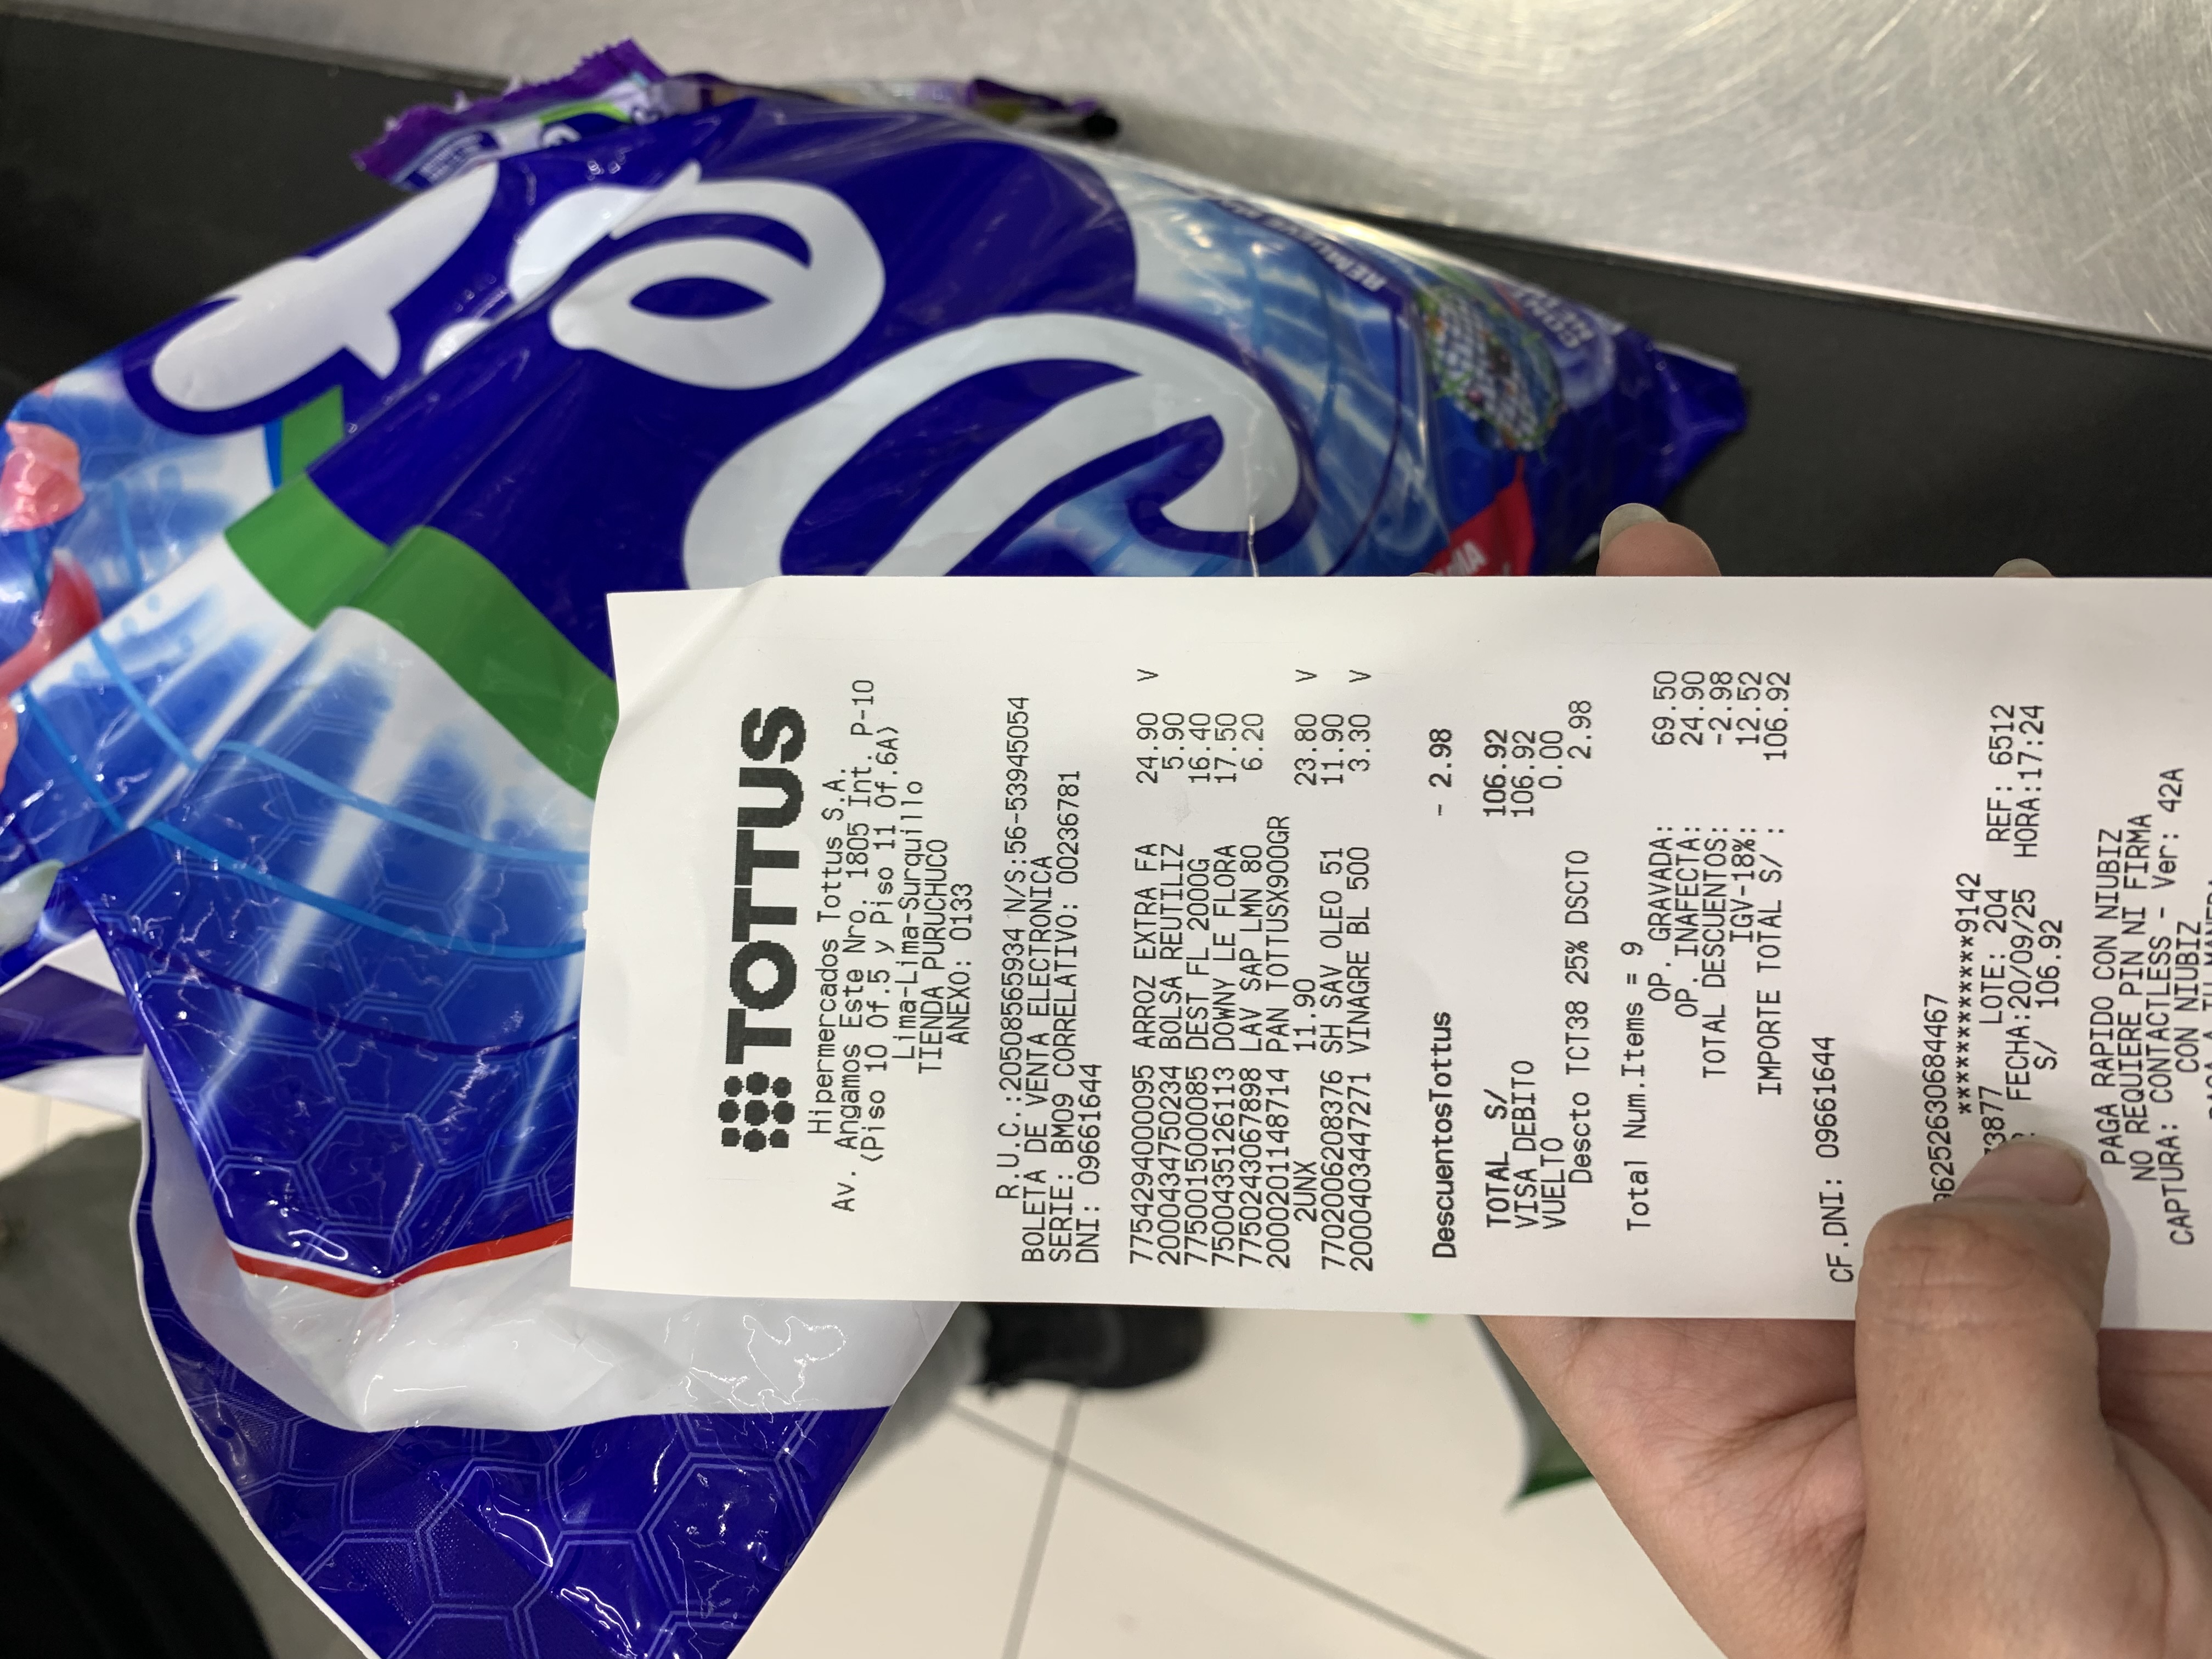 TOTTUS
Hipermercados Tottus S.A.
Av. Angamos Este Nro. 1805 Int. P-10
(Piso 10 Of.5 y Piso 11 Of.6A)
Lima-Lima-Surquillo
TIENDA PURUCHUCO
ANEXO: 0133
R.U.C.:20508565934 N/S:56-53945054
BOLETA DE VENTA ELECTRONICA
SERIE: BM09 CORRELATIVO: 00236781
DNI: 09661644
7754294000095 ARROZ EXTRA FA 24.90 V
2000434750234 BOLSA REUTILIZ 5.90
7750015000085 DEST FL 2000G 16.40
7500435126113 DOWNY LE FLORA 17.50
7750243067898 LAV SAP LMN 80 6.20
2000201148714 PAN TOTTUSX900GR
2UNX 11.90 23.80 V
7702006208376 SH SAV OLEO 51 11.90
2000403447271 VINAGRE BL 500 3.30 V
DescuentosTottus - 2.98
TOTAL S/ 106.92
VISA DEBITO 106.92
VUELTO 0.00
Descto TCT38 25% DSCTO 2.98
Total Num.Items = 9
OP. GRAVADA: 69.50
OP. INAFECTA: 24.90
TOTAL DESCUENTOS: -2.98
IGV-18%: 12.52
IMPORTE TOTAL S/ : 106.92
CF.DNI: 09661644
96252630684467
************9142
3877 LOTE: 204 REF: 6512
FECHA:20/09/25 HORA:17:24
S/ 106.92
PAGA RAPIDO CON NIUBIZ
NO REQUIERE PIN NI FIRMA
CAPTURA: CONTACTLESS - Ver: 42A
CON NIUBIZ
PAGA A TU MANERA
De